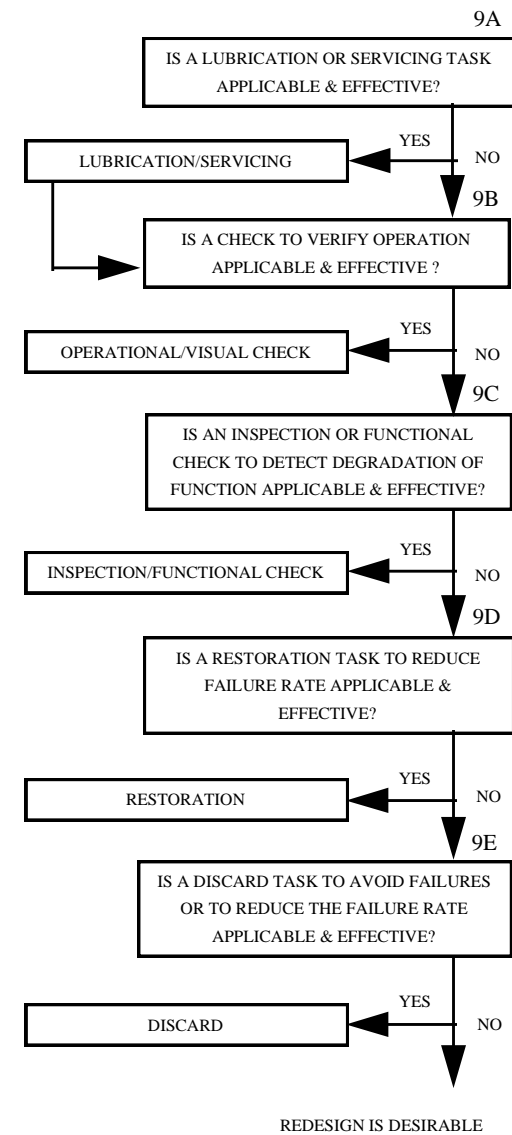 9A
IS A LUBRICATION OR SERVICING TASK
APPLICABLE & EFFECTIVE?
YES
NO
LUBRICATION/SERVICING
9B
IS A CHECK TO VERIFY OPERATION
APPLICABLE & EFFECTIVE ?
YES
NO
OPERATIONAL/VISUAL CHECK
9C
IS AN INSPECTION OR FUNCTIONAL
CHECK TO DETECT DEGRADATION OF
FUNCTION APPLICABLE & EFFECTIVE?
YES
NO
INSPECTION/FUNCTIONAL CHECK
9D
IS A RESTORATION TASK TO REDUCE
FAILURE RATE APPLICABLE &
EFFECTIVE?
YES
NO
RESTORATION
9E
IS A DISCARD TASK TO AVOID FAILURES
OR TO REDUCE THE FAILURE RATE
APPLICABLE & EFFECTIVE?
YES
NO
DISCARD
REDESIGN IS DESIRABLE